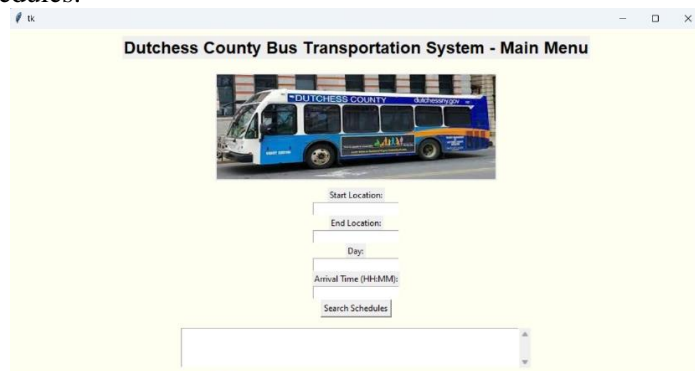 edules.
tk
Dutchess County Bus Transportation System - Main Menu
DUTCHESS COUNTY dutchessny.gov
Start Location:
End Location:
Day:
Arrival Time (HH:MM):
Search Schedules